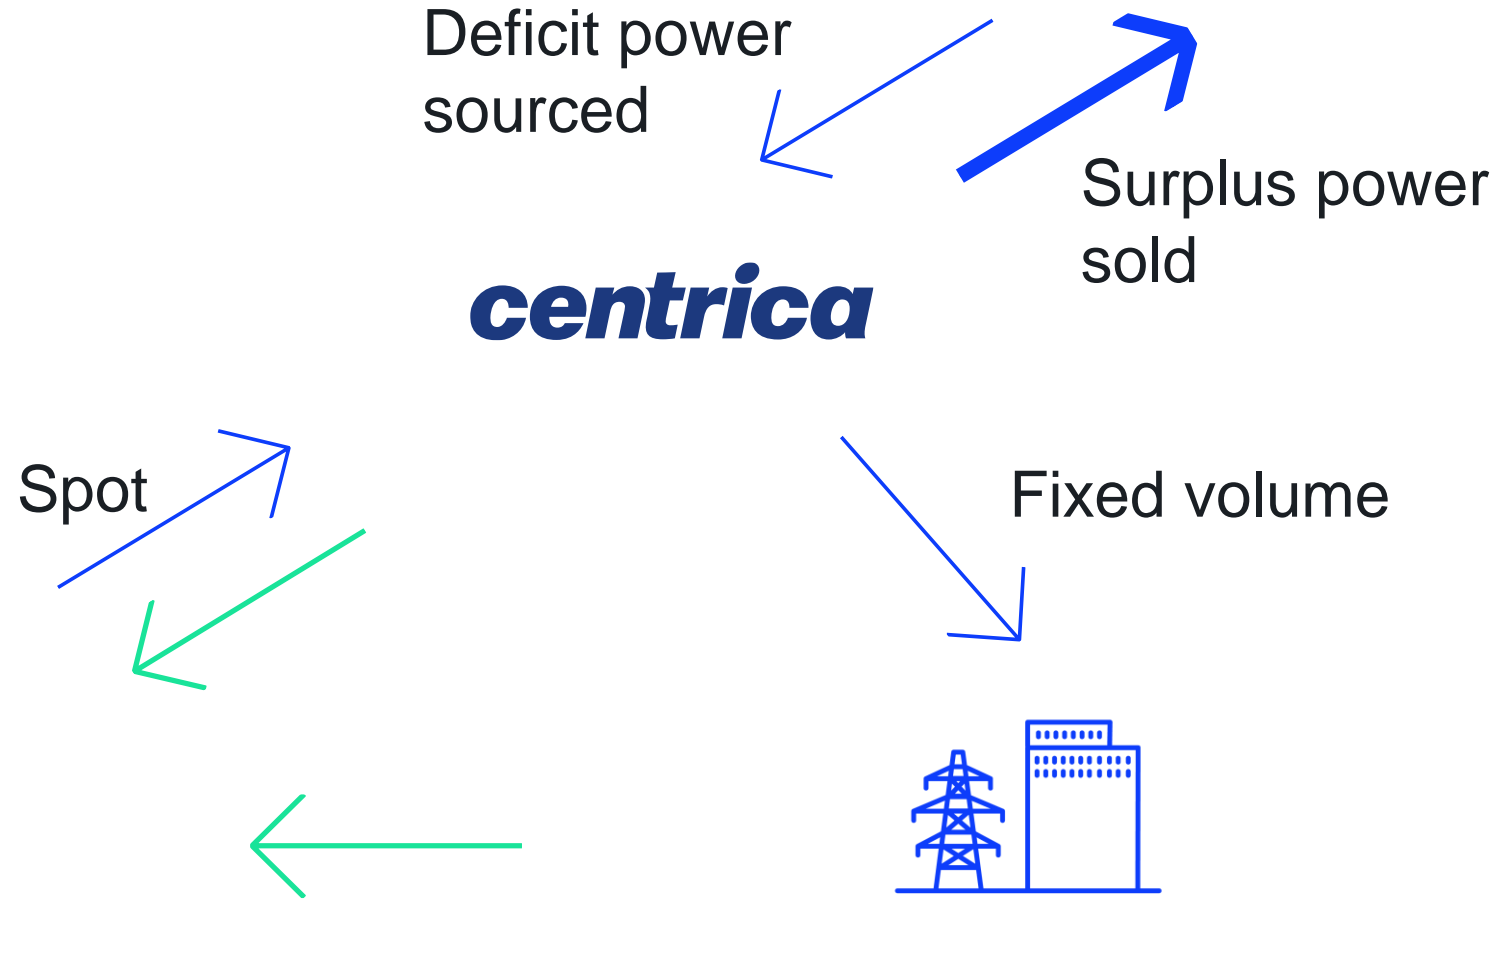 Deficit power
sourced
Surplus power
sold
centrica
Spot
Fixed volume